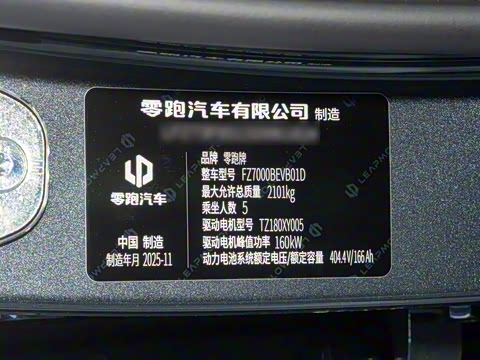 零跑汽车有限公司 制造
品牌 零跑牌
整车型号 FZ7000BEVB01D
最大允许总质量 2101kg
乘坐人数 5
驱动电机型号 TZ180XY005
驱动电机峰值功率 160kW
动力电池系统额定电压/额定容量 404.4V/166Ah
零跑汽车
中国 制造
制造年月 2025-11